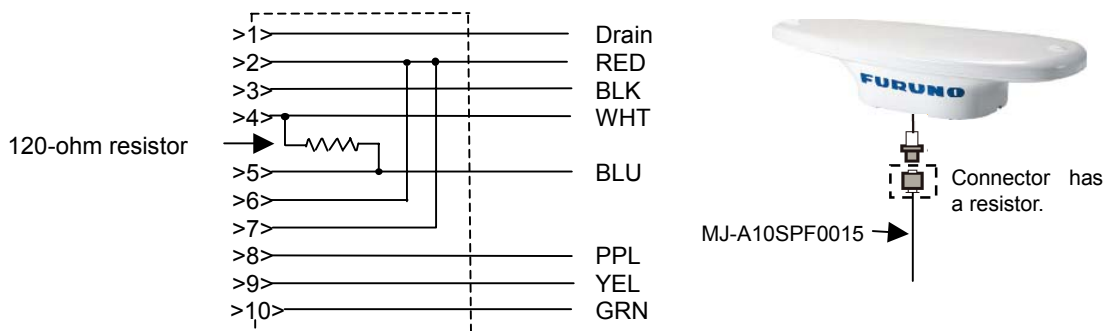 >1> Drain
>2> RED
>3> BLK
>4> WHT
120-ohm resistor
>5> BLU
>6>
>7>
>8> PPL
>9> YEL
>10> GRN
FURUNO
Connector has
a resistor.
MJ-A10SPF0015